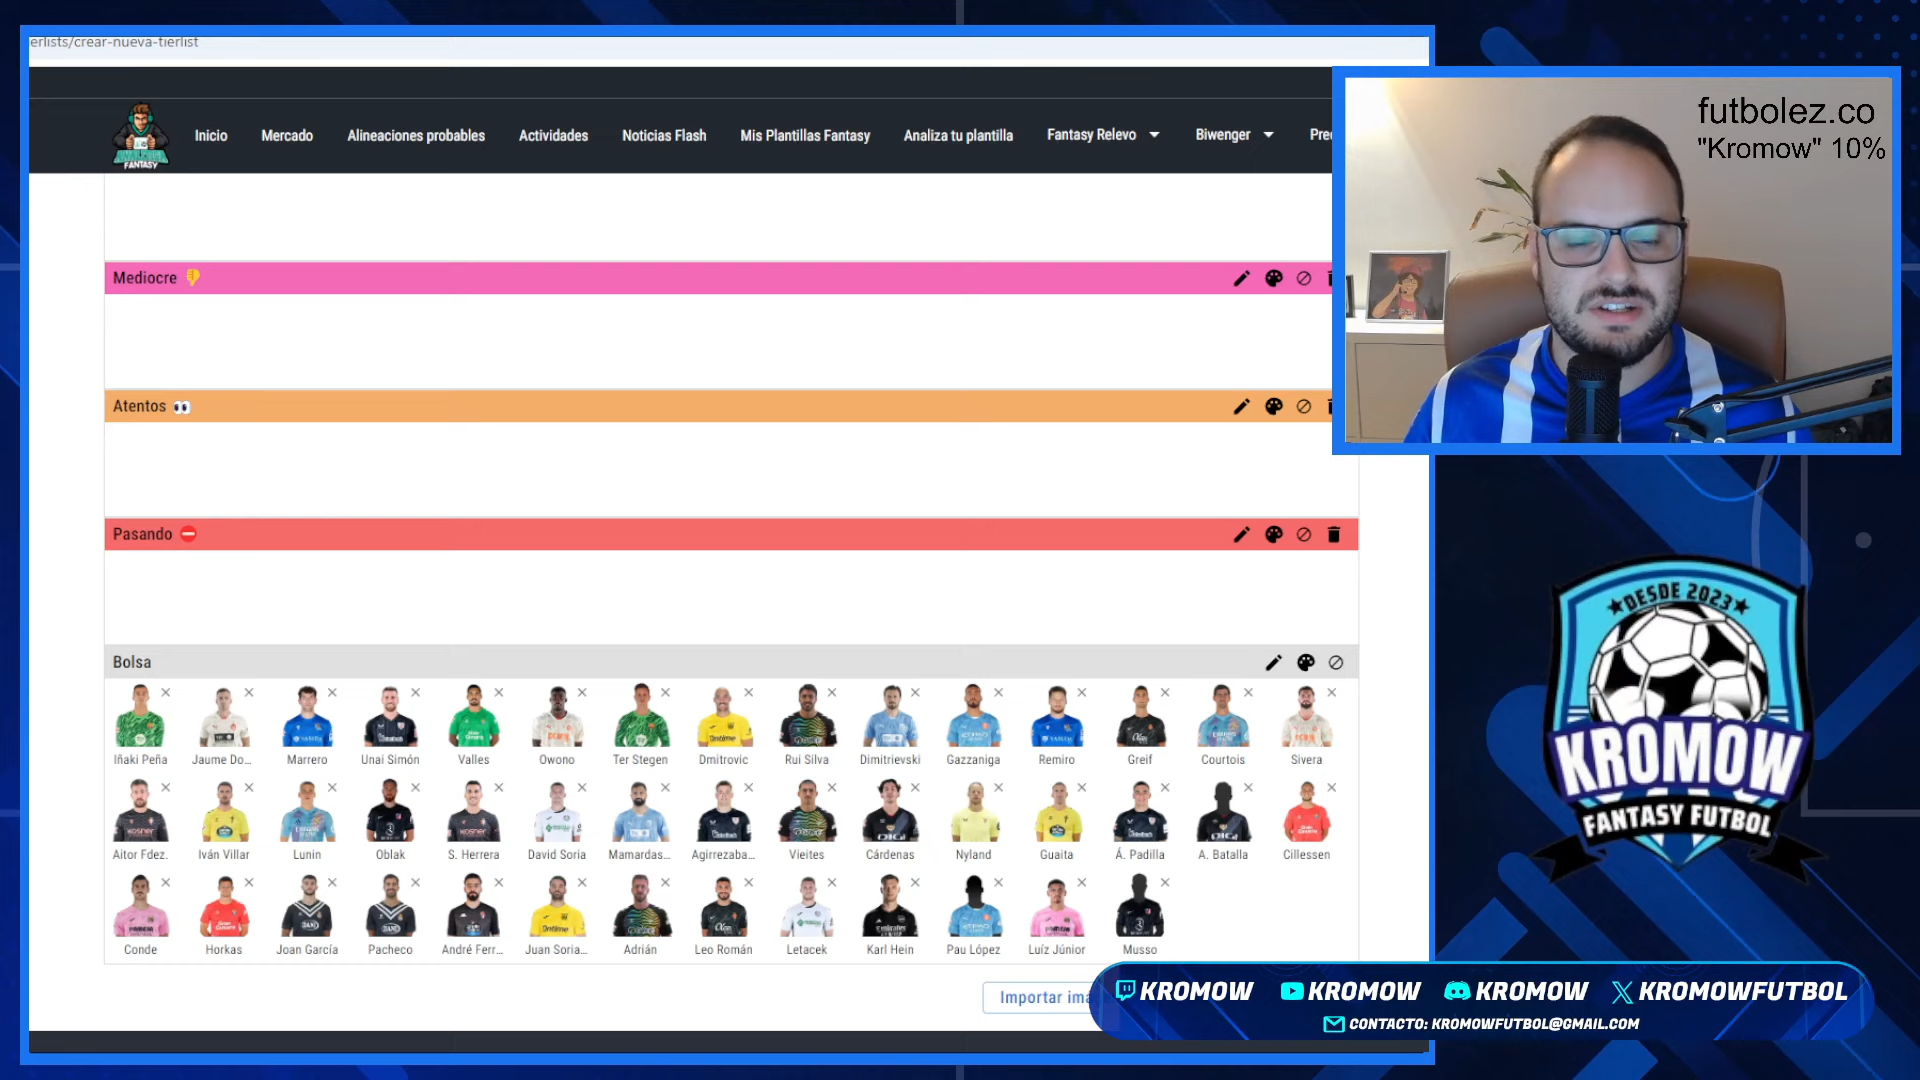 erlists/crear-nueva-tierlist
FANTASY
Inicio
Mercado
Alineaciones probables
Actividades
Noticias Flash
Mis Plantillas Fantasy
Analiza tu plantilla
Fantasy Relevo
Biwenger
Pre
futbolez.co
"Kromow" 10%
Mediocre 👎
Atentos 👀
Pasando ⛔
Bolsa
Iñaki Peña
Jaume Do...
Marrero
Unai Simón
Valles
Owono
Ter Stegen
Dmitrovic
Rui Silva
Dimitrievski
Gazzaniga
Remiro
Greif
Courtois
Sivera
Aitor Fdez.
Iván Villar
Lunin
Oblak
S. Herrera
David Soria
Mamardas...
Agirrezaba...
Vieites
Cárdenas
Nyland
Guaita
Á. Padilla
A. Batalla
Cillessen
Conde
Horkas
Joan García
Pacheco
André Ferr...
Juan Soria...
Adrián
Leo Román
Letacek
Karl Hein
Pau López
Luíz Júnior
Musso
Importar im
DESDE 2023
KROMOW
FANTASY FUTBOL
KROMOW
KROMOW
KROMOW
KROMOWFUTBOL
CONTACTO: KROMOWFUTBOL@GMAIL.COM